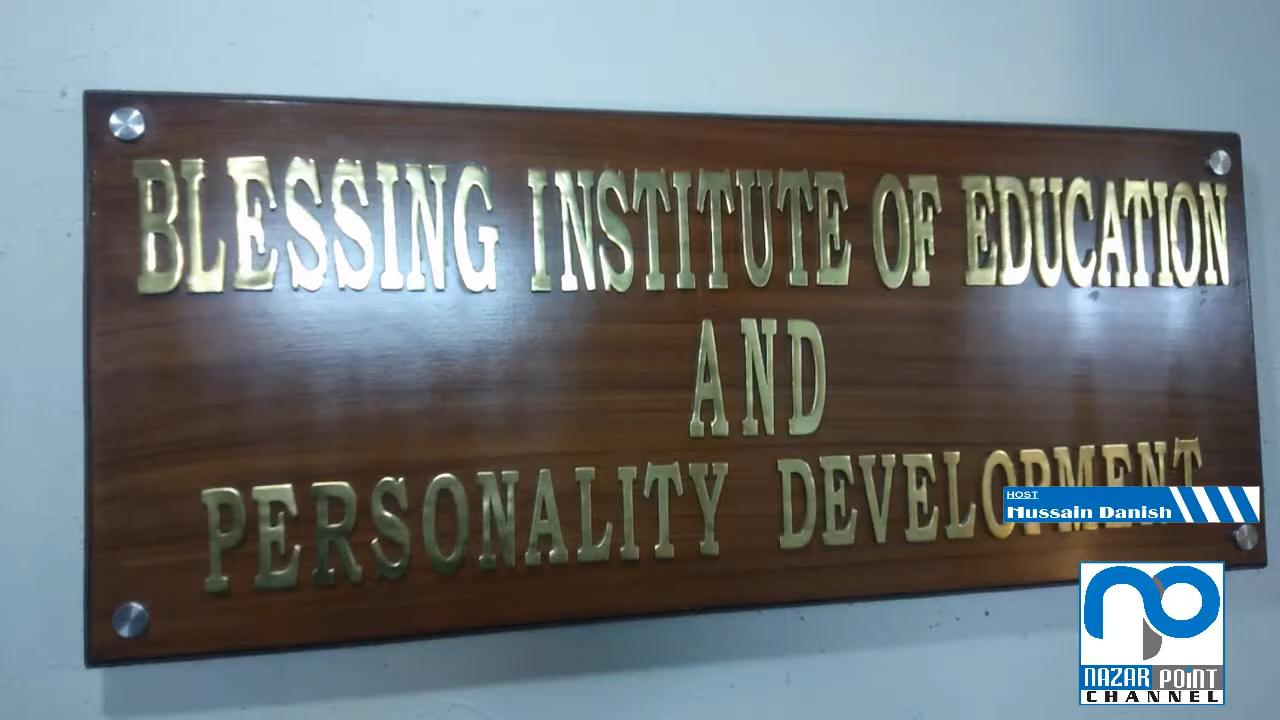 BLESSING INSTITUTE OF EDUCATION
AND
PERSONALITY DEVELOPMENT
HOST
Hussain Danish
NAZAR POINT
CHANNEL